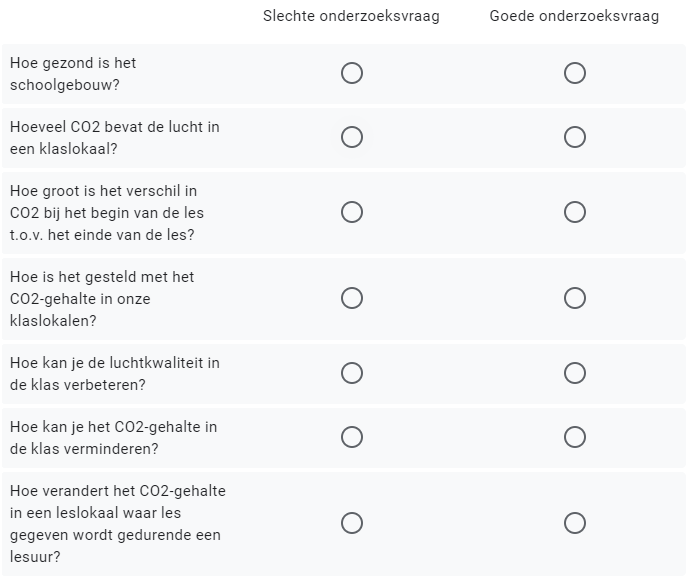 Slechte onderzoeksvraag Goede onderzoeksvraag
Hoe gezond is het
schoolgebouw?
Hoeveel CO2 bevat de lucht in
een klaslokaal?
Hoe groot is het verschil in
CO2 bij het begin van de les
t.o.v. het einde van de les?
Hoe is het gesteld met het
CO2-gehalte in onze
klaslokalen?
Hoe kan je de luchtkwaliteit in
de klas verbeteren?
Hoe kan je het CO2-gehalte in
de klas verminderen?
Hoe verandert het CO2-gehalte
in een leslokaal waar les
gegeven wordt gedurende een
lesuur?